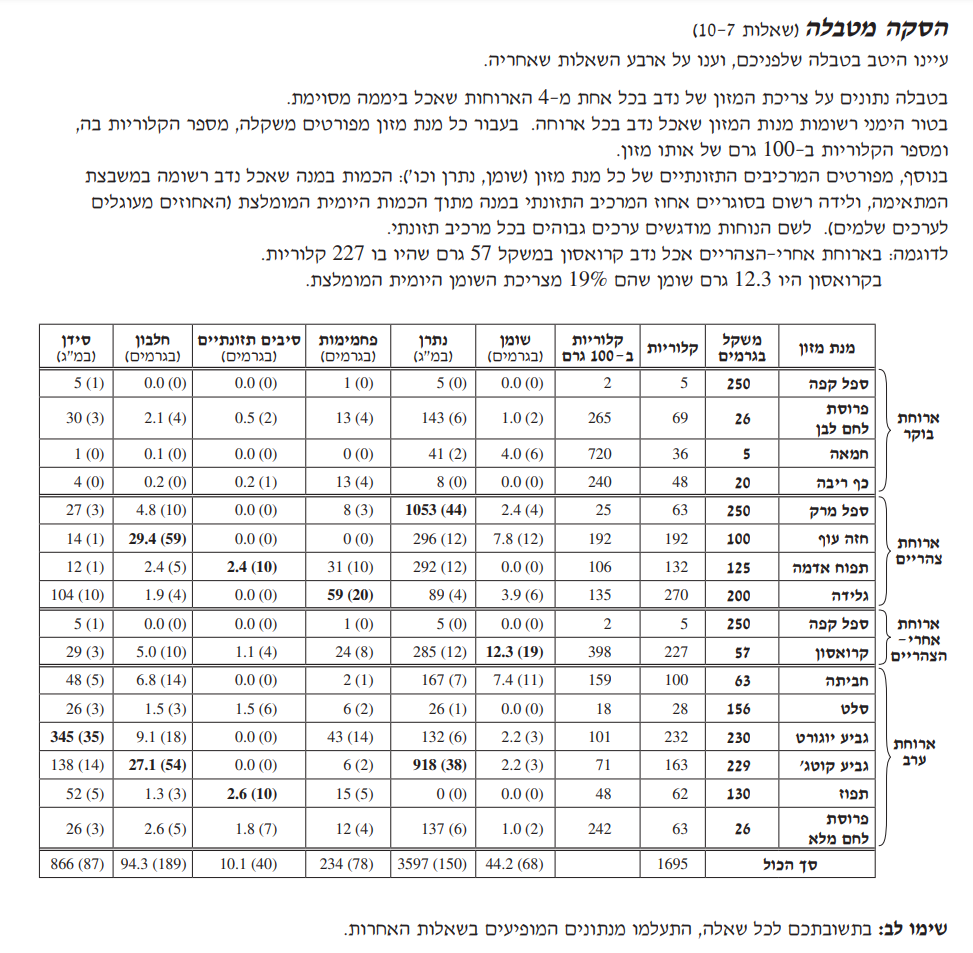 הסקה מטבלה (שאלות 10-7)
עיינו היטב בטבלה שלפניכם, וענו על ארבע השאלות שאחריה.
בטבלה נתונים על צריכת המזון של נדב בכל אחת מ-4 הארוחות שאכל ביממה מסוימת.
בטור הימני רשומות מנות המזון שאכל נדב בכל ארוחה. בעבור כל מנת מזון מפורטים משקלה, מספר הקלוריות בה,
ומספר הקלוריות ב-100 גרם של אותו מזון.
בנוסף, מפורטים המרכיבים התזונתיים של כל מנת מזון (שומן, נתרן וכו'): הכמות במנה שאכל נדב רשומה במשבצת
המתאימה, ולידה רשום בסוגריים אחוז המרכיב התזונתי במנה מתוך הכמות היומית המומלצת (האחוזים מעוגלים
לערכים שלמים). לשם הנוחות מודגשים ערכים גבוהים בכל מרכיב תזונתי.
לדוגמה: בארוחת אחרי-הצהריים אכל נדב קרואסון במשקל 57 גרם שהיו בו 227 קלוריות.
בקרואסון היו 12.3 גרם שומן שהם 19% מצריכת השומן היומית המומלצת.
מנת מזון משקל בגרמים קלוריות קלוריות ב-100 גרם שומן (בגרמים) נתרן (במ"ג) פחמימות (בגרמים) סיבים תזונתיים (בגרמים) חלבון (בגרמים) סידן (במ"ג)
ארוחת בוקר
ספל קפה 250 5 2 0.0 (0) 5 (0) 1 (0) 0.0 (0) 0.0 (0) 5 (1)
פרוסת לחם לבן 26 69 265 1.0 (2) 143 (6) 13 (4) 0.5 (2) 2.1 (4) 30 (3)
חמאה 5 36 720 4.0 (6) 41 (2) 0 (0) 0.0 (0) 0.1 (0) 1 (0)
כף ריבה 20 48 240 0.0 (0) 8 (0) 13 (4) 0.2 (1) 0.2 (0) 4 (0)
ארוחת צהריים
ספל מרק 250 63 25 2.4 (4) 1053 (44) 8 (3) 0.0 (0) 4.8 (10) 27 (3)
חזה עוף 100 192 192 7.8 (12) 296 (12) 0 (0) 0.0 (0) 29.4 (59) 14 (1)
תפוח אדמה 125 132 106 0.0 (0) 292 (12) 31 (10) 2.4 (10) 2.4 (5) 12 (1)
גלידה 200 270 135 3.9 (6) 89 (4) 59 (20) 0.0 (0) 1.9 (4) 104 (10)
ארוחת אחרי-הצהריים
ספל קפה 250 5 2 0.0 (0) 5 (0) 1 (0) 0.0 (0) 0.0 (0) 5 (1)
קרואסון 57 227 398 12.3 (19) 285 (12) 24 (8) 1.1 (4) 5.0 (10) 29 (3)
ארוחת ערב
חביתה 63 100 159 7.4 (11) 167 (7) 2 (1) 0.0 (0) 6.8 (14) 48 (5)
סלט 156 28 18 0.0 (0) 26 (1) 6 (2) 1.5 (6) 1.5 (3) 26 (3)
גביע יוגורט 230 232 101 2.2 (3) 132 (6) 43 (14) 0.0 (0) 9.1 (18) 345 (35)
גביע קוטג' 229 163 71 2.2 (3) 918 (38) 6 (2) 0.0 (0) 27.1 (54) 138 (14)
תפוז 130 62 48 0.0 (0) 0 (0) 15 (5) 2.6 (10) 1.3 (3) 52 (5)
פרוסת לחם מלא 26 63 242 1.0 (2) 137 (6) 12 (4) 1.8 (7) 2.6 (5) 26 (3)
סך הכול 1695 44.2 (68) 3597 (150) 234 (78) 10.1 (40) 94.3 (189) 866 (87)
שימו לב: בתשובתכם לכל שאלה, התעלמו מנתונים המופיעים בשאלות האחרות.